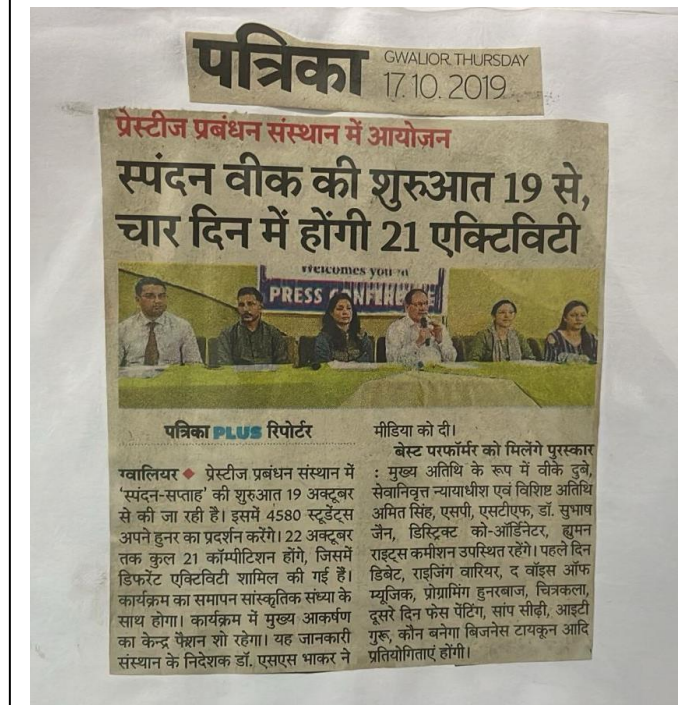 पत्रिका
GWALIOR, THURSDAY
17.10.2019
प्रेस्टीज प्रबंधन संस्थान में आयोजन
स्पंदन वीक की शुरुआत 19 से,
चार दिन में होंगी 21 एक्टिविटी
Welcomes you
PRESS CONFERENCE
पत्रिका PLUS रिपोर्टर
ग्वालियर ◆ प्रेस्टीज प्रबंधन संस्थान में
'स्पंदन-सप्ताह' की शुरुआत 19 अक्टूबर
से की जा रही है। इसमें 4580 स्टूडेंट्स
अपने हुनर का प्रदर्शन करेंगे। 22 अक्टूबर
तक कुल 21 कॉम्पीटिशन होंगे, जिसमें
डिफरेंट एक्टिविटी शामिल की गई है।
कार्यक्रम का समापन सांस्कृतिक संध्या के
साथ होगा। कार्यक्रम में मुख्य आकर्षण
का केन्द्र फैशन शो रहेगा। यह जानकारी
संस्थान के निदेशक डॉ. एसएस भाकर ने
मीडिया को दी।
बेस्ट परफॉर्मर को मिलेंगे पुरस्कार
: मुख्य अतिथि के रूप में वीके दुबे,
सेवानिवृत्त न्यायाधीश एवं विशिष्ट अतिथि
अमित सिंह, एसपी, एसटीएफ, डॉ. सुभाष
जैन, डिस्ट्रिक्ट को-ऑर्डिनेटर, ह्युमन
राइट्स कमीशन उपस्थित रहेंगे। पहले दिन
डिबेट, राइजिंग वारियर, द वॉइस ऑफ
म्यूजिक, प्रोग्रामिंग हुनरबाज, चित्रकला,
दूसरे दिन फेस पेंटिंग, सांप सीढ़ी, आइटी
गुरू, कौन बनेगा बिजनेस टायकून आदि
प्रतियोगिताएं होंगी।